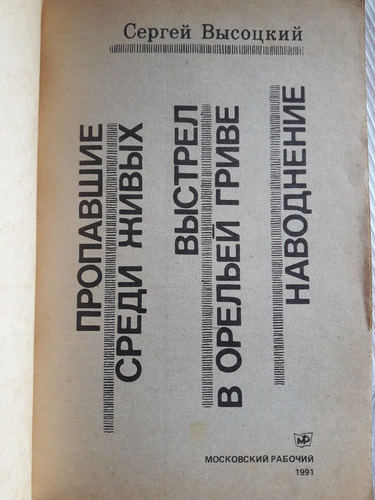 Сергей Высоцкий
ПРОПАВШИЕ
СРЕДИ ЖИВЫХ
ВЫСТРЕЛ
В ОРЕЛЬЕЙ ГРИВЕ
НАВОДНЕНИЕ
МР
МОСКОВСКИЙ РАБОЧИЙ
1991